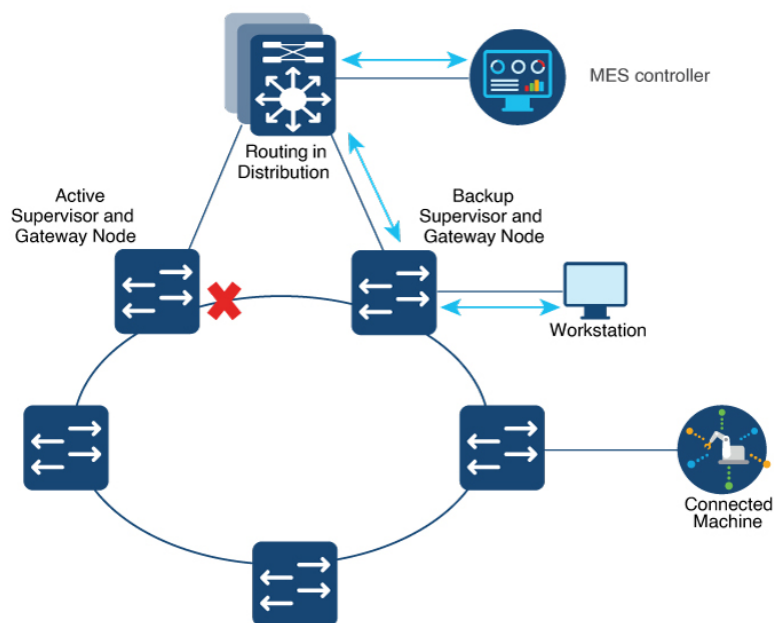 MES controller
Routing in
Distribution
Active
Supervisor and
Gateway Node
Backup
Supervisor and
Gateway Node
Workstation
Connected
Machine